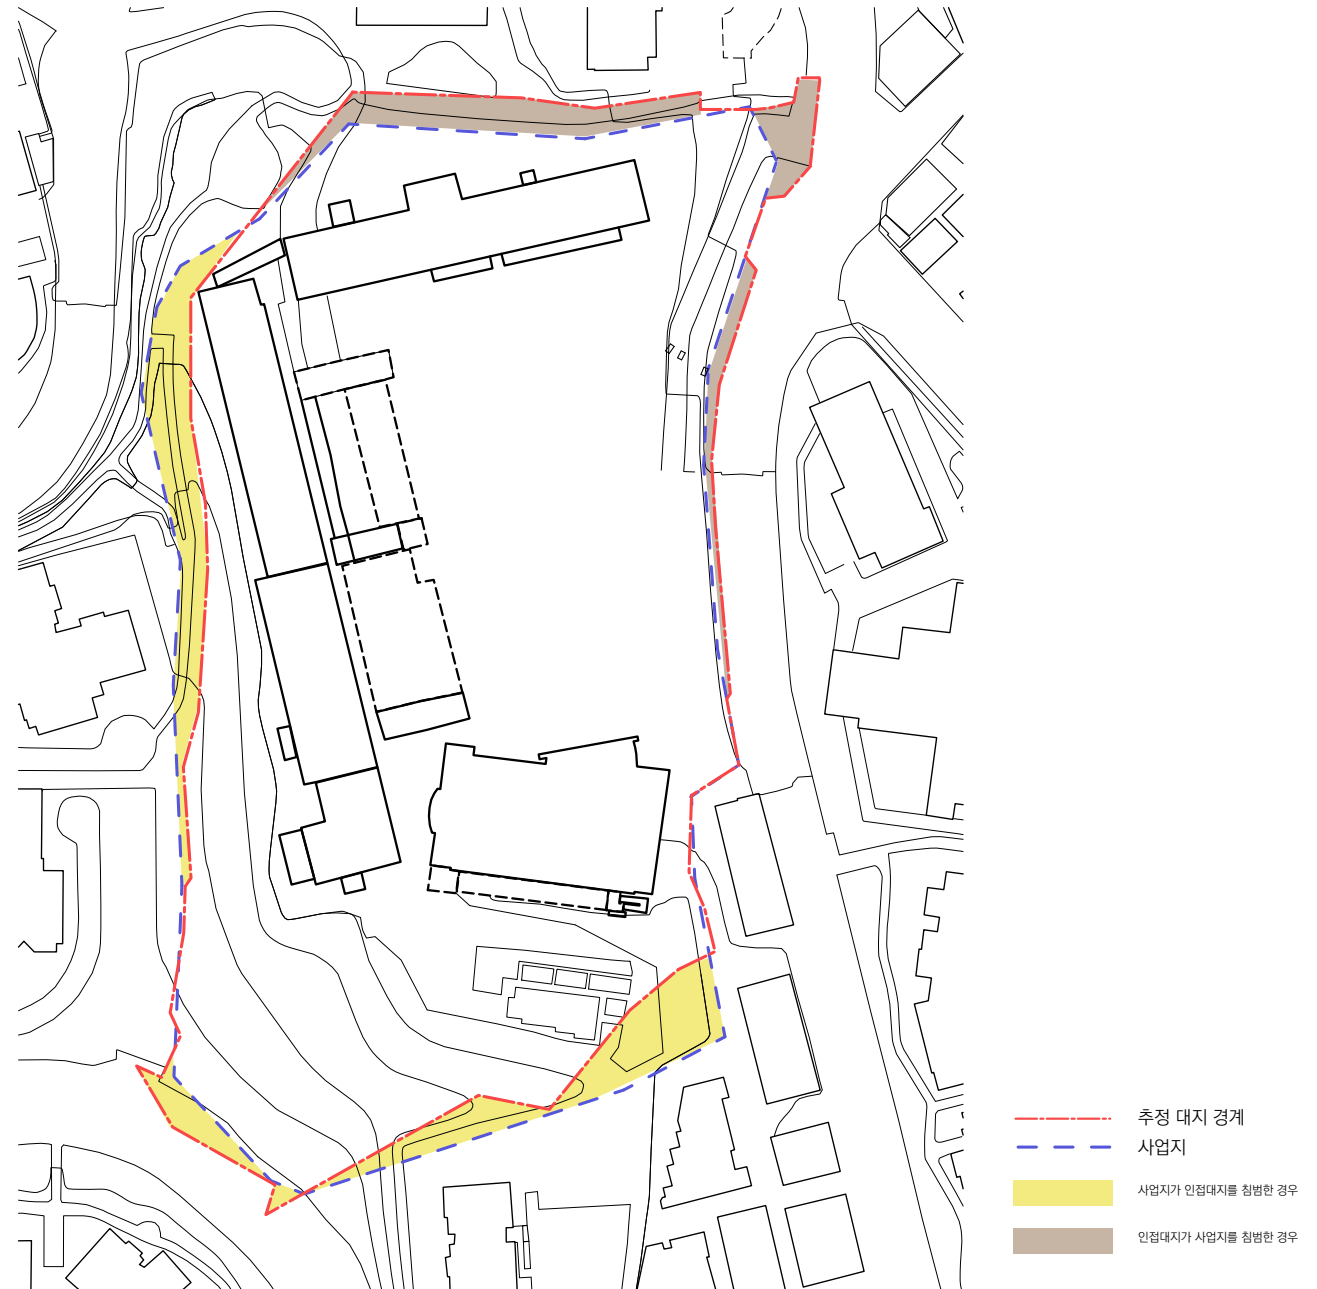 추정 대지 경계
사업지
사업지가 인접대지를 침범한 경우
인접대지가 사업지를 침범한 경우